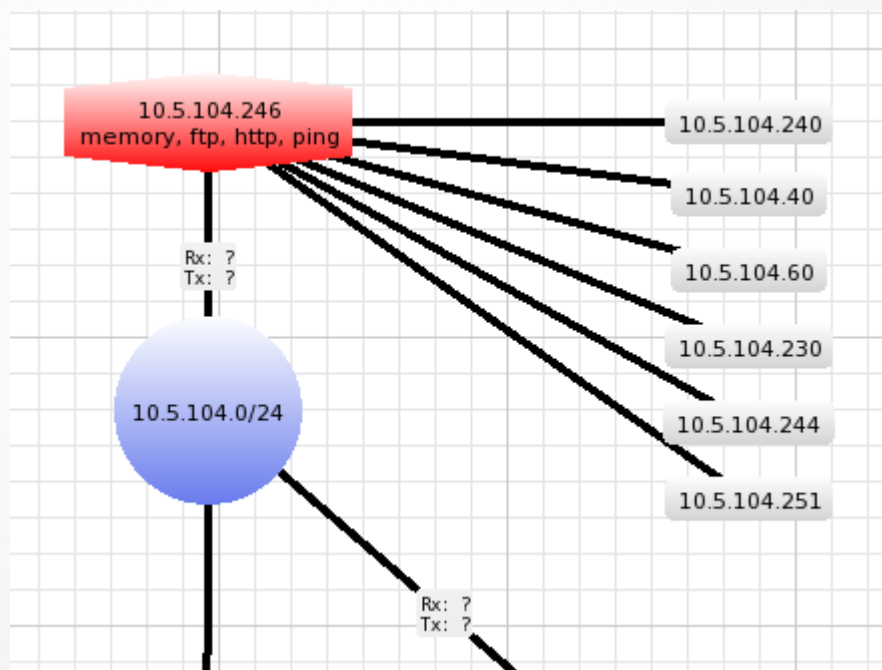 10.5.104.246
memory, ftp, http, ping
10.5.104.240
10.5.104.40
10.5.104.60
10.5.104.230
10.5.104.244
10.5.104.251
Rx: ?
Tx: ?
10.5.104.0/24
Rx: ?
Tx: ?